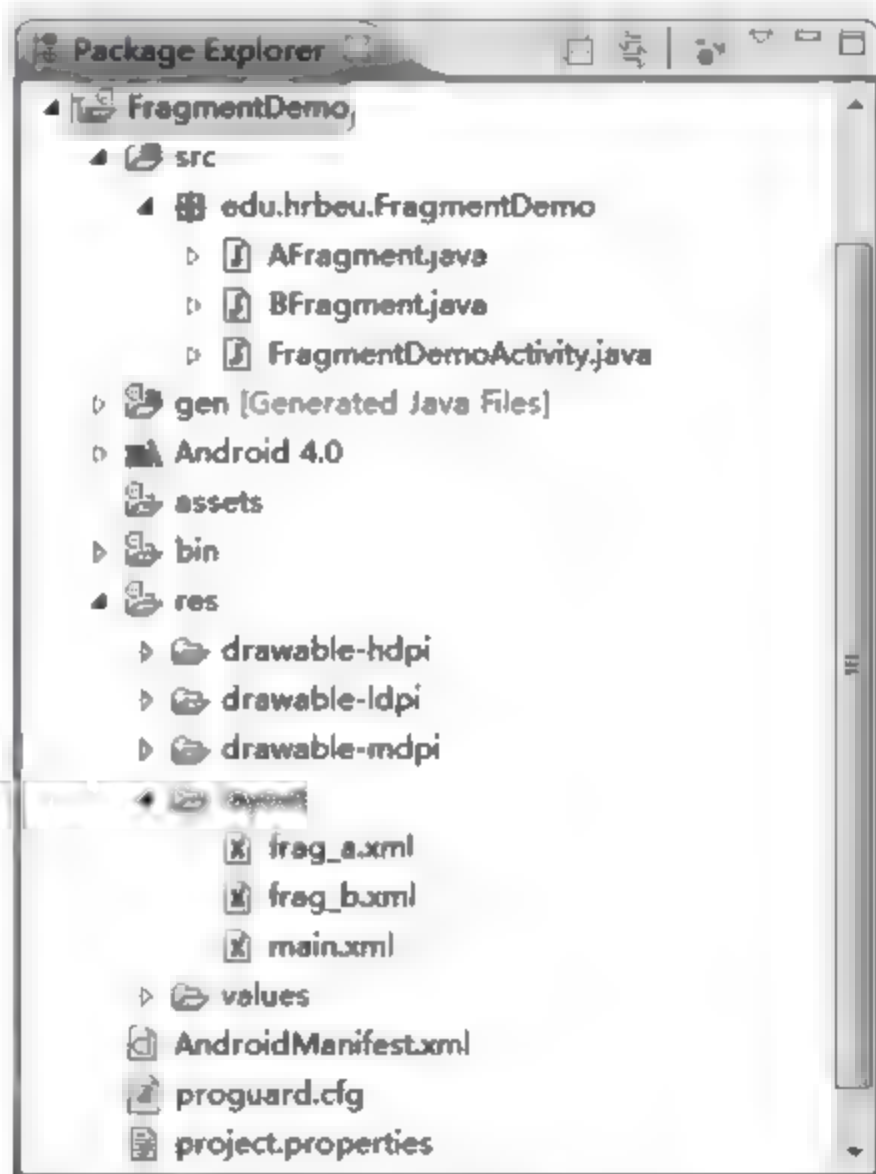 Package Explorer
FragmentDemo
src
edu.hrbeu.FragmentDemo
AFragment.java
BFragment.java
FragmentDemoActivity.java
gen [Generated Java Files]
Android 4.0
assets
bin
res
drawable-hdpi
drawable-ldpi
drawable-mdpi
layout
frag_a.xml
frag_b.xml
main.xml
values
AndroidManifest.xml
proguard.cfg
project.properties